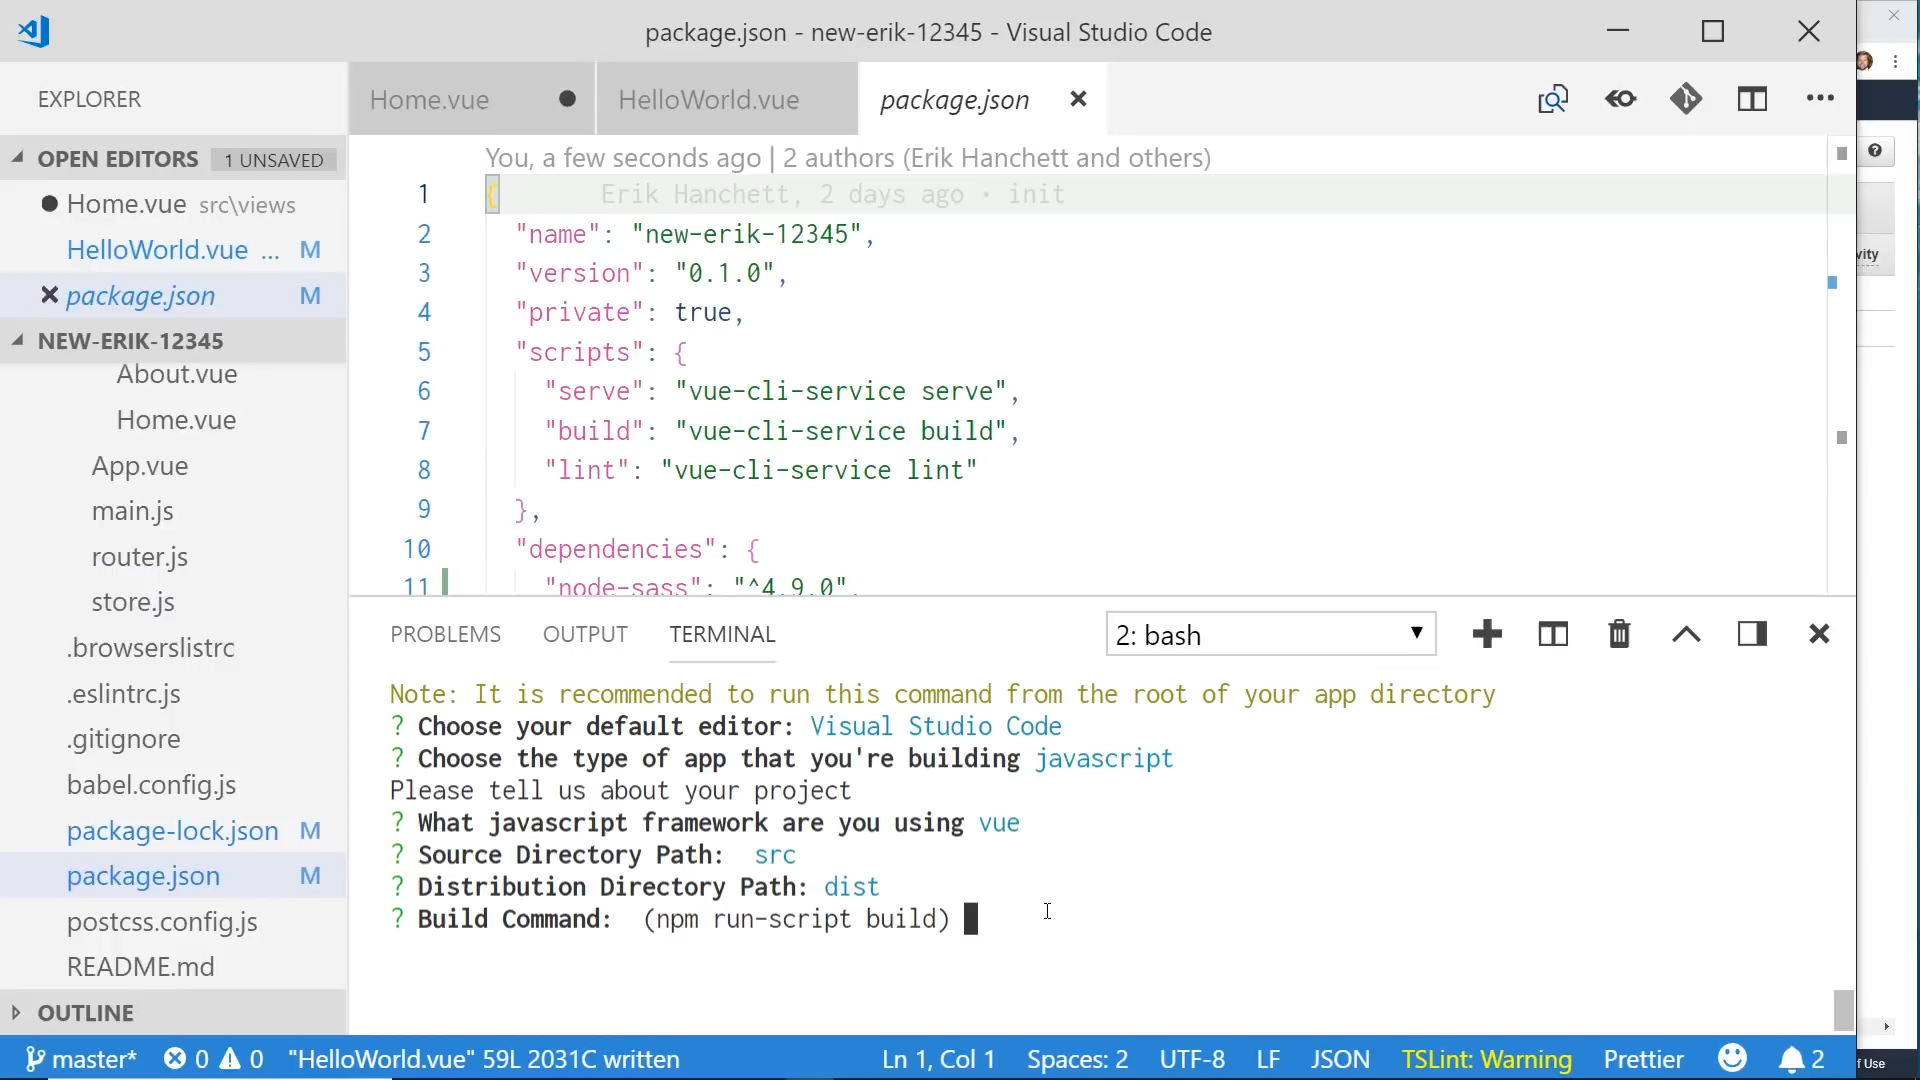 package.json - new-erik-12345 - Visual Studio Code
EXPLORER
Home.vue
HelloWorld.vue
package.json
OPEN EDITORS 1 UNSAVED
Home.vue src\views
HelloWorld.vue ... M
package.json M
NEW-ERIK-12345
About.vue
Home.vue
App.vue
main.js
router.js
store.js
.browserslistrc
.eslintrc.js
.gitignore
babel.config.js
package-lock.json M
package.json M
postcss.config.js
README.md
OUTLINE
You, a few seconds ago | 2 authors (Erik Hanchett and others)
1 { Erik Hanchett, 2 days ago • init
2 "name": "new-erik-12345",
3 "version": "0.1.0",
4 "private": true,
5 "scripts": {
6 "serve": "vue-cli-service serve",
7 "build": "vue-cli-service build",
8 "lint": "vue-cli-service lint"
9 },
10 "dependencies": {
11 "node-sass": "^4.9.0",
PROBLEMS OUTPUT TERMINAL 2: bash
Note: It is recommended to run this command from the root of your app directory
? Choose your default editor: Visual Studio Code
? Choose the type of app that you're building javascript
Please tell us about your project
? What javascript framework are you using vue
? Source Directory Path: src
? Distribution Directory Path: dist
? Build Command: (npm run-script build)
master* 0 0 "HelloWorld.vue" 59L 2031C written Ln 1, Col 1 Spaces: 2 UTF-8 LF JSON TSLint: Warning Prettier 2
vity
f Use